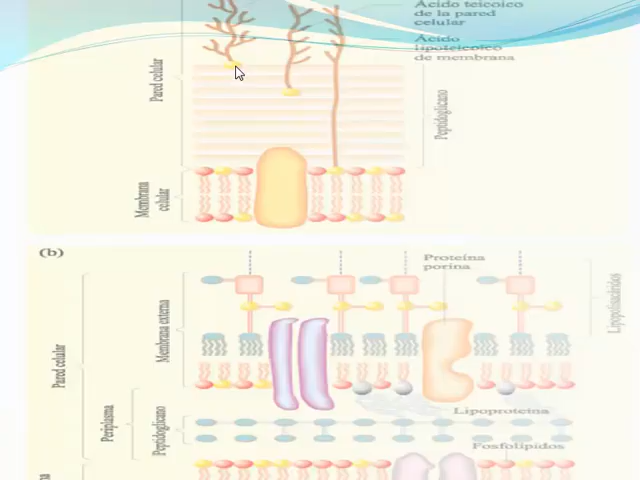 Ácido teicoico
de la pared
celular
Ácido
lipoteicoico
de membrana
Pared celular
Peptidoglicano
Membrana
celular
(b)
Proteína
porina
Lipopolisacáridos
Membrana externa
Pared celular
Periplasma
Peptidoglicano
Lipoproteína
Fosfolípidos